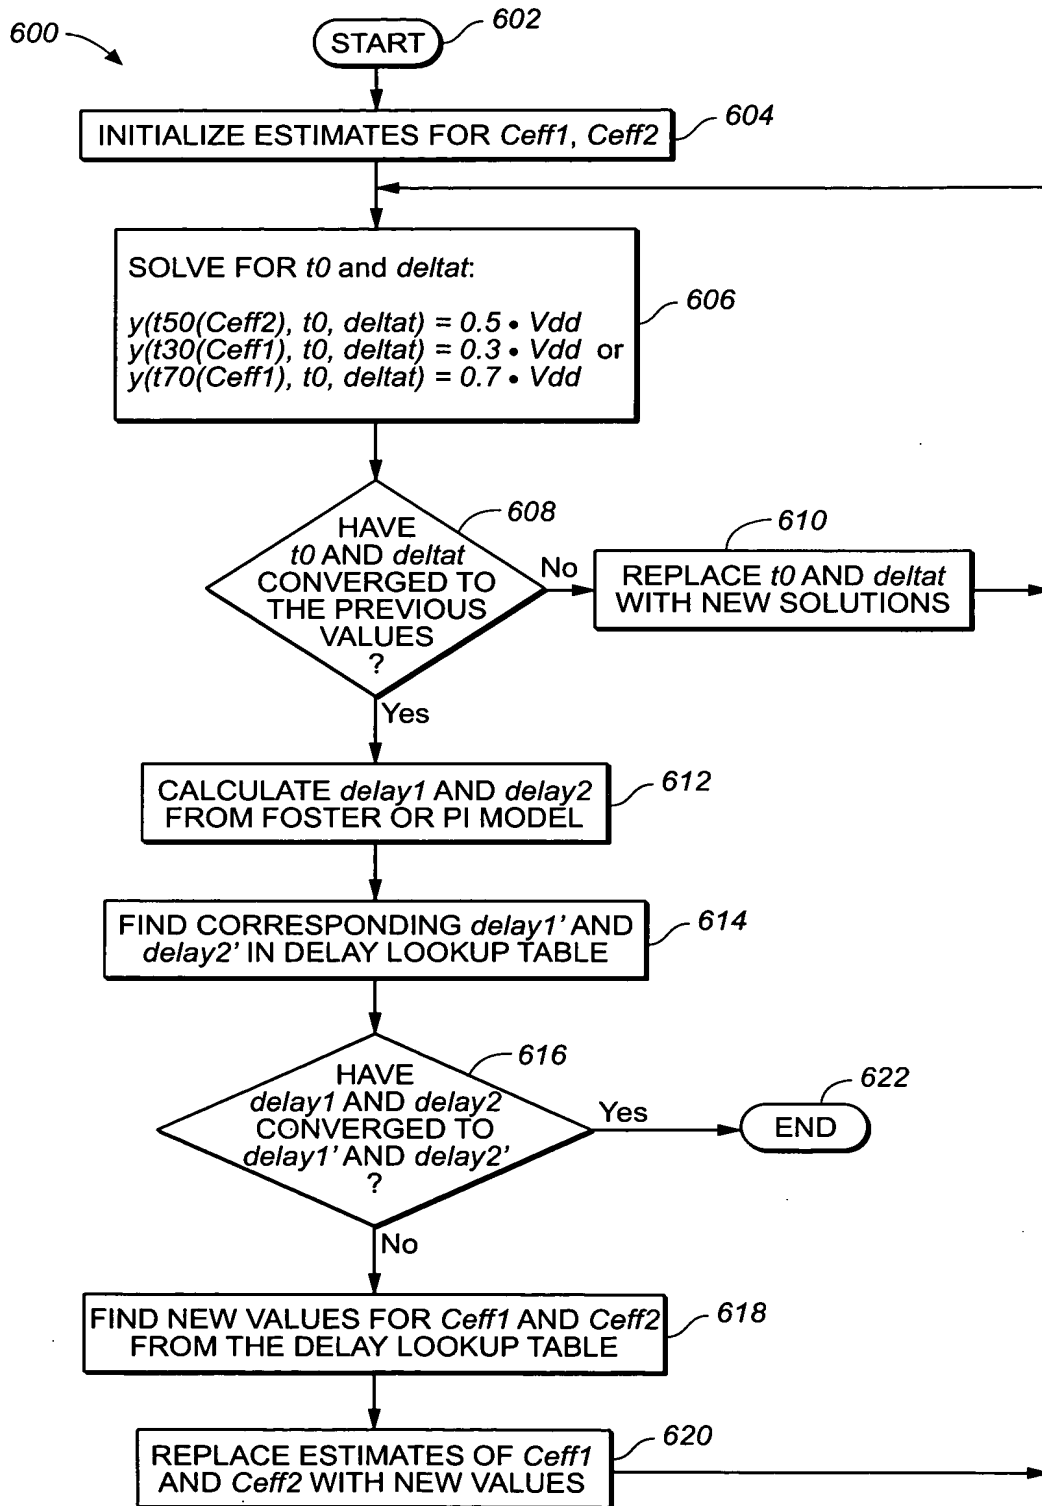 600
START
602
INITIALIZE ESTIMATES FOR Ceff1, Ceff2
604
SOLVE FOR t0 and deltat:
y(t50(Ceff2), t0, deltat) = 0.5 • Vdd
y(t30(Ceff1), t0, deltat) = 0.3 • Vdd or
y(t70(Ceff1), t0, deltat) = 0.7 • Vdd
606
HAVE
t0 AND deltat
CONVERGED TO
THE PREVIOUS
VALUES
?
608
No
REPLACE t0 AND deltat
WITH NEW SOLUTIONS
610
Yes
CALCULATE delay1 AND delay2
FROM FOSTER OR PI MODEL
612
FIND CORRESPONDING delay1' AND
delay2' IN DELAY LOOKUP TABLE
614
HAVE
delay1 AND delay2
CONVERGED TO
delay1' AND delay2'
?
616
Yes
END
622
No
FIND NEW VALUES FOR Ceff1 AND Ceff2
FROM THE DELAY LOOKUP TABLE
618
REPLACE ESTIMATES OF Ceff1
AND Ceff2 WITH NEW VALUES
620